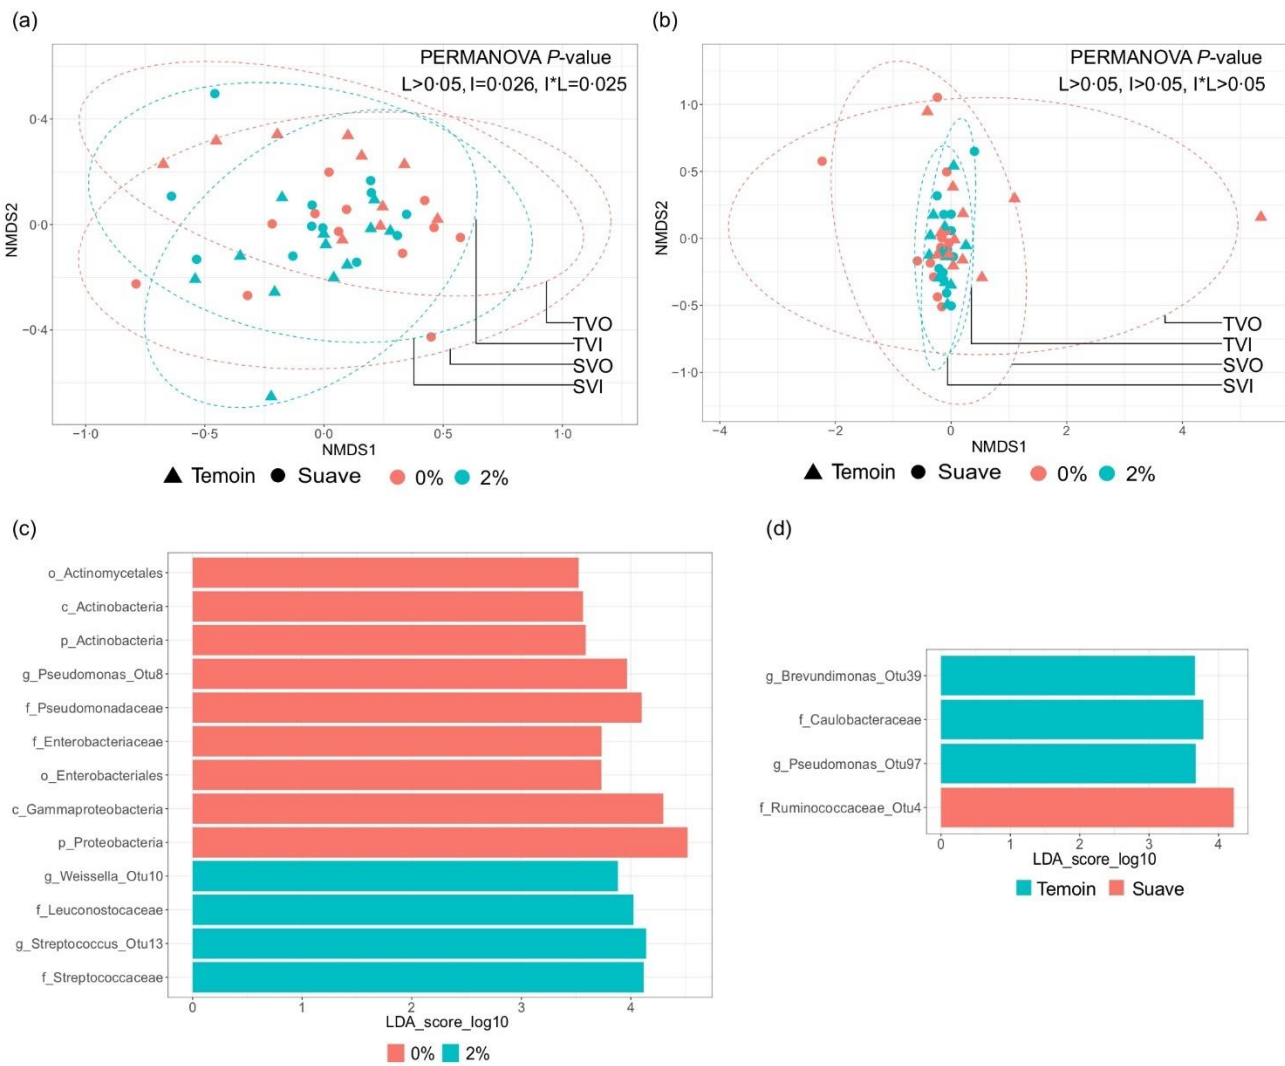 (a)
PERMANOVA P-value
L>0·05, I=0·026, I*L=0·025
NMDS2
0·4
0·0
−0·4
−1·0 −0·5 0·0 0·5 1·0
NMDS1
TVO
TVI
SVO
SVI
Temoin Suave 0% 2%
(b)
PERMANOVA P-value
L>0·05, I>0·05, I*L>0·05
NMDS2
1·0
0·5
0·0
−0·5
−1·0
−4 −2 0 2 4
NMDS1
TVO
TVI
SVO
SVI
Temoin Suave 0% 2%
(c)
o_Actinomycetales
c_Actinobacteria
p_Actinobacteria
g_Pseudomonas_Otu8
f_Pseudomonadaceae
f_Enterobacteriaceae
o_Enterobacteriales
c_Gammaproteobacteria
p_Proteobacteria
g_Weissella_Otu10
f_Leuconostocaceae
g_Streptococcus_Otu13
f_Streptococcaceae
0 1 2 3 4
LDA_score_log10
0% 2%
(d)
g_Brevundimonas_Otu39
f_Caulobacteraceae
g_Pseudomonas_Otu97
f_Ruminococcaceae_Otu4
0 1 2 3 4
LDA_score_log10
Temoin Suave